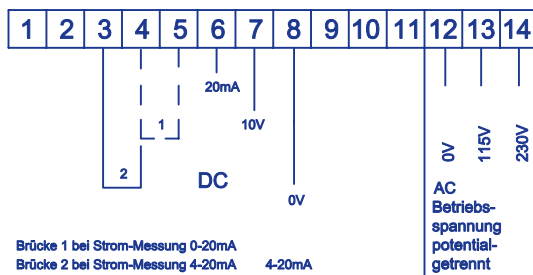 1 2 3 4 5 6 7 8 9 10 11 12 13 14
20mA
1
10V
2
DC
0V
0V
115V
230V
AC
Betriebs-
spannung
potential-
getrennt
Brücke 1 bei Strom-Messung 0-20mA
Brücke 2 bei Strom-Messung 4-20mA 4-20mA